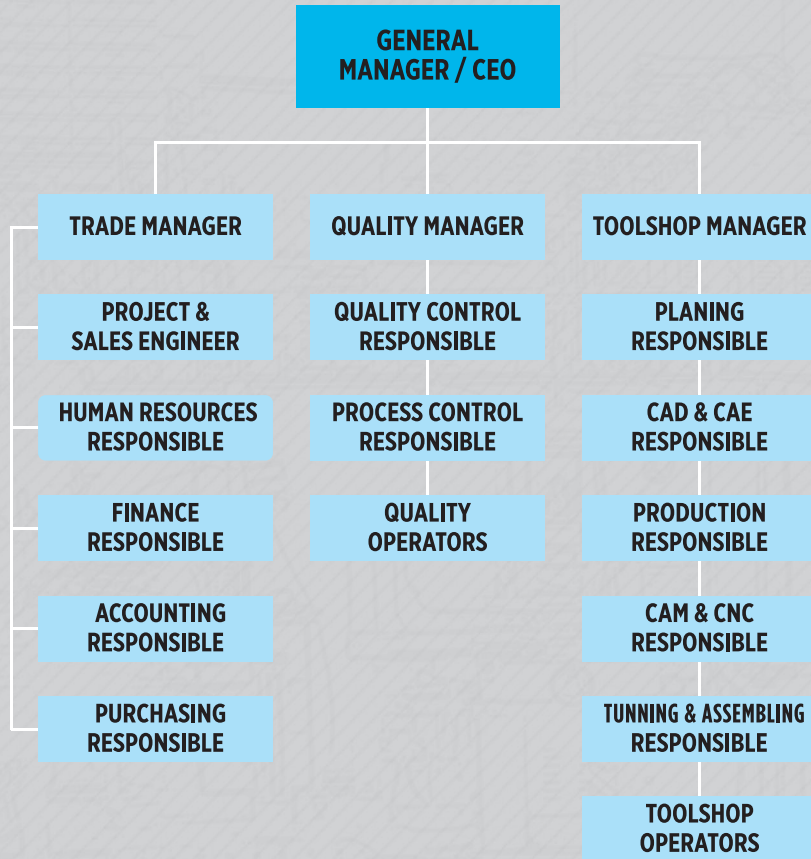 GENERAL
MANAGER / CEO
TRADE MANAGER
PROJECT &
SALES ENGINEER
HUMAN RESOURCES
RESPONSIBLE
FINANCE
RESPONSIBLE
ACCOUNTING
RESPONSIBLE
PURCHASING
RESPONSIBLE
QUALITY MANAGER
QUALITY CONTROL
RESPONSIBLE
PROCESS CONTROL
RESPONSIBLE
QUALITY
OPERATORS
TOOLSHOP MANAGER
PLANING
RESPONSIBLE
CAD & CAE
RESPONSIBLE
PRODUCTION
RESPONSIBLE
CAM & CNC
RESPONSIBLE
TUNNING & ASSEMBLING
RESPONSIBLE
TOOLSHOP
OPERATORS